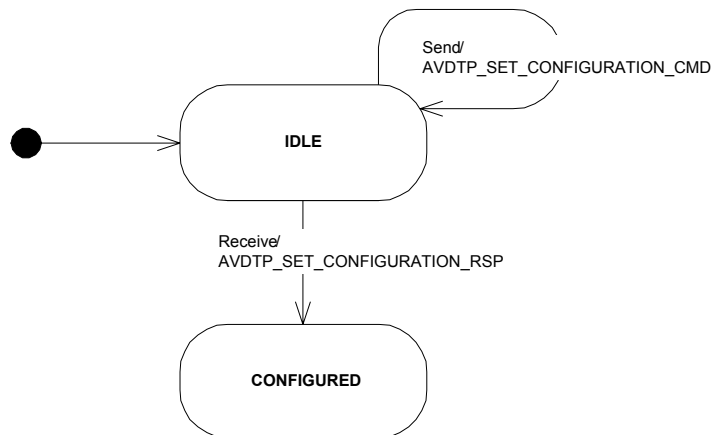 Send/
AVDTP_SET_CONFIGURATION_CMD
IDLE
Receive/
AVDTP_SET_CONFIGURATION_RSP
CONFIGURED